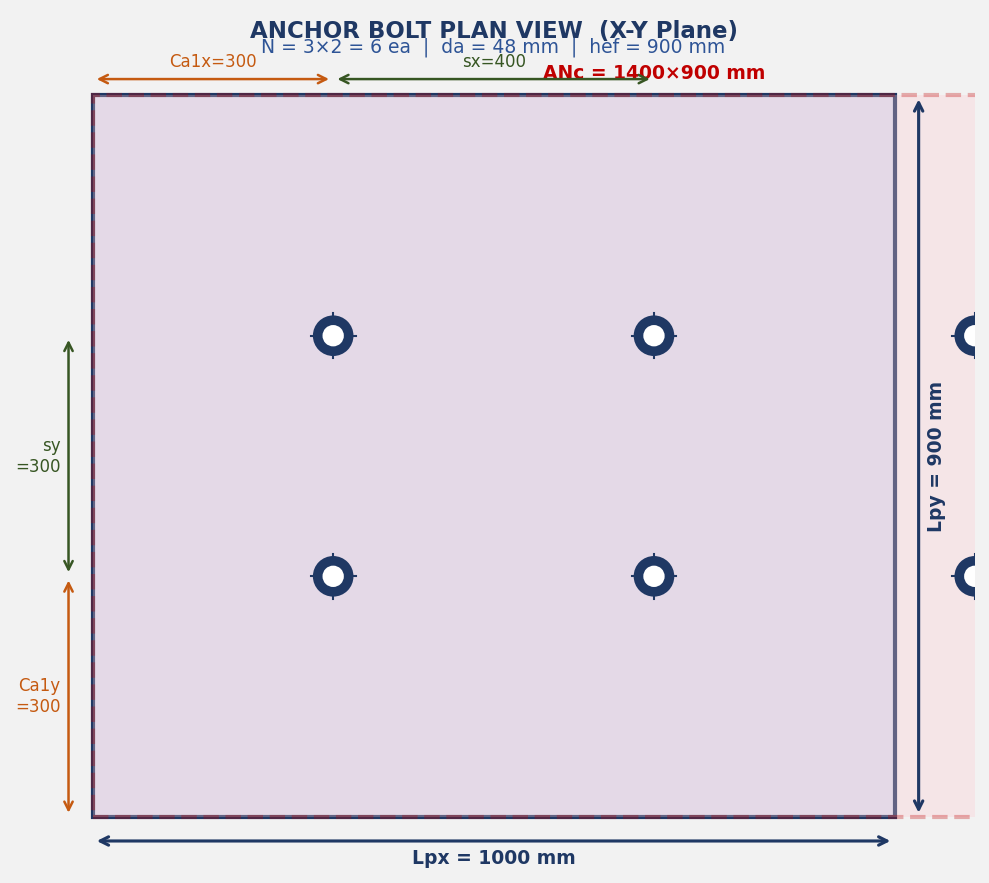 ANCHOR BOLT PLAN VIEW  (X-Y Plane)
N = 3×2 = 6 ea  |  da = 48 mm  |  hef = 900 mm
Ca1x=300
sx=400
ANc = 1400×900 mm
sy
=300
Lpy = 900 mm
Ca1y
=300
Lpx = 1000 mm